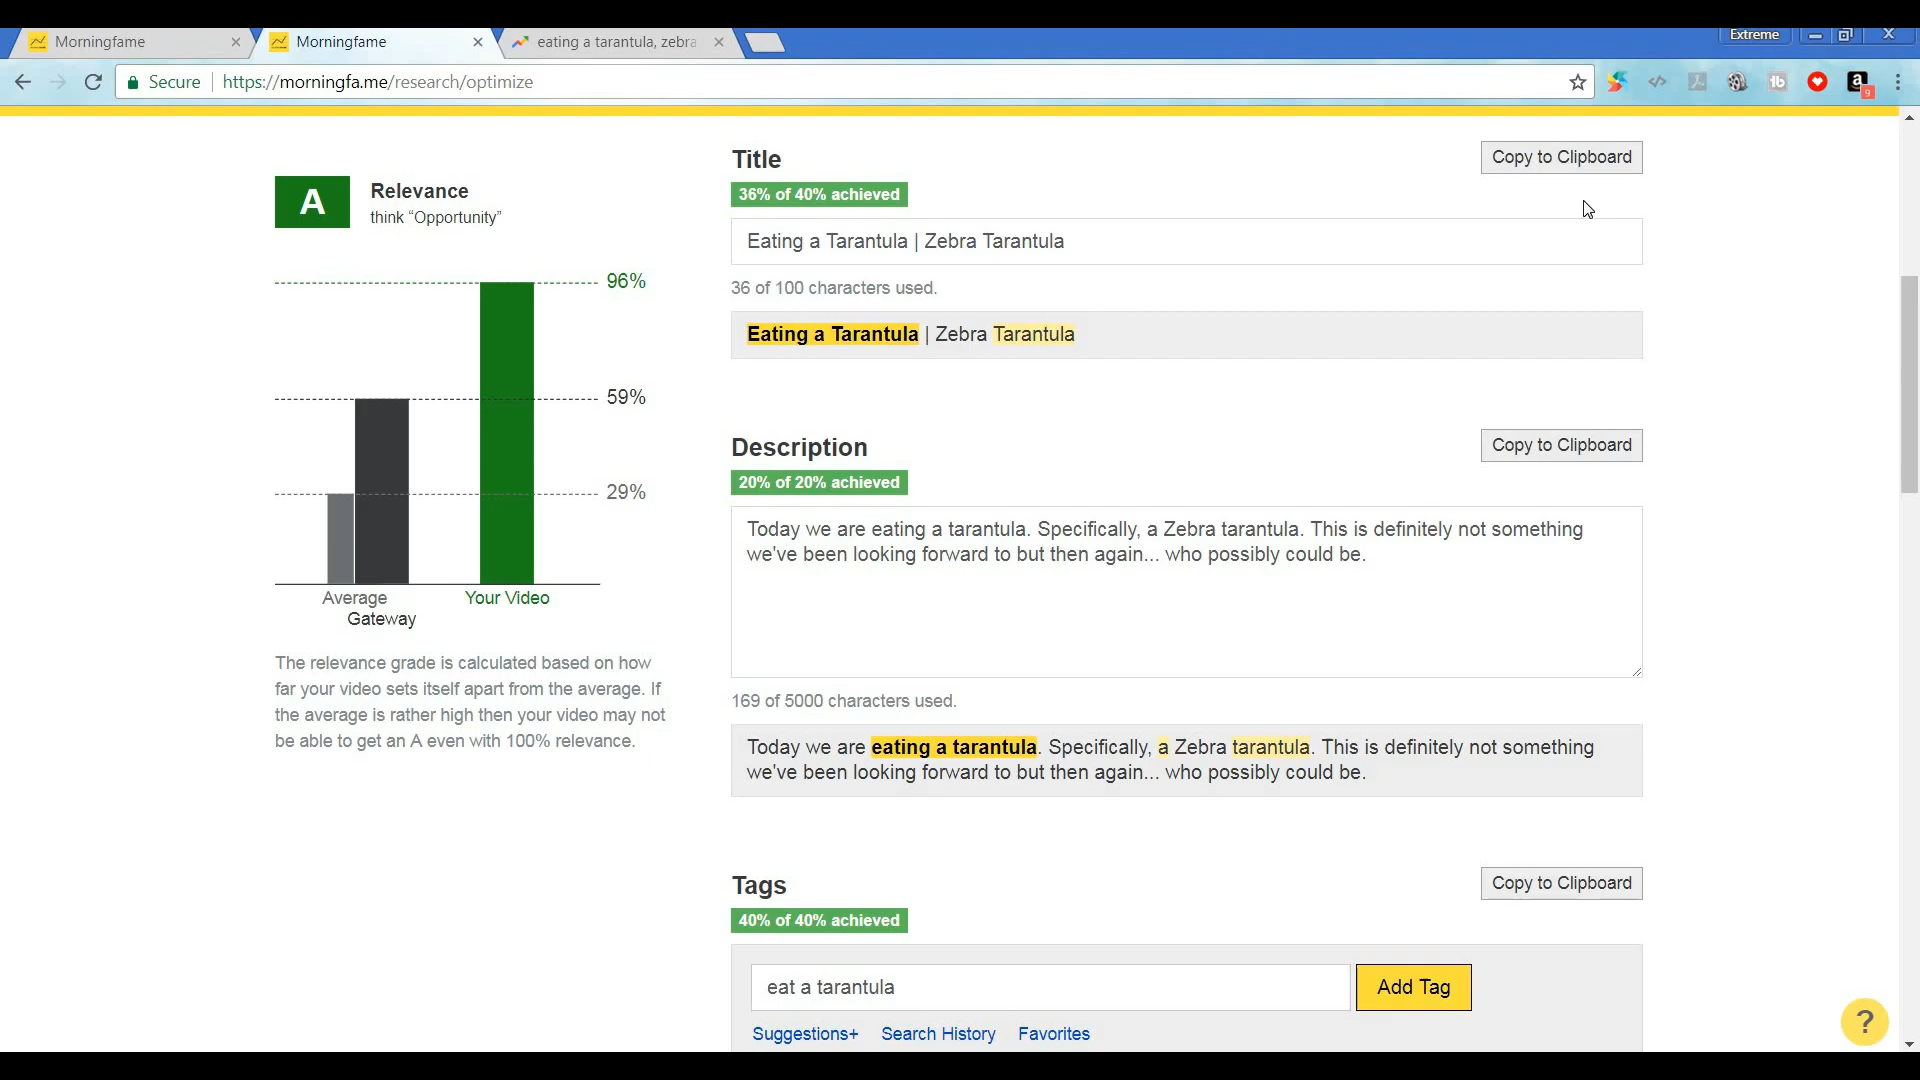 Morningfame
Morningfame
eating a tarantula, zebra
Extreme
Secure
https://morningfa.me/research/optimize
9
A
Relevance
think “Opportunity”
96%
59%
29%
Average
Gateway
Your Video
The relevance grade is calculated based on how
far your video sets itself apart from the average. If
the average is rather high then your video may not
be able to get an A even with 100% relevance.
Title
Copy to Clipboard
36% of 40% achieved
Eating a Tarantula | Zebra Tarantula
36 of 100 characters used.
Eating a Tarantula | Zebra Tarantula
Description
Copy to Clipboard
20% of 20% achieved
Today we are eating a tarantula. Specifically, a Zebra tarantula. This is definitely not something
we've been looking forward to but then again... who possibly could be.
169 of 5000 characters used.
Today we are eating a tarantula. Specifically, a Zebra tarantula. This is definitely not something
we've been looking forward to but then again... who possibly could be.
Tags
Copy to Clipboard
40% of 40% achieved
eat a tarantula
Add Tag
Suggestions+ Search History Favorites
?